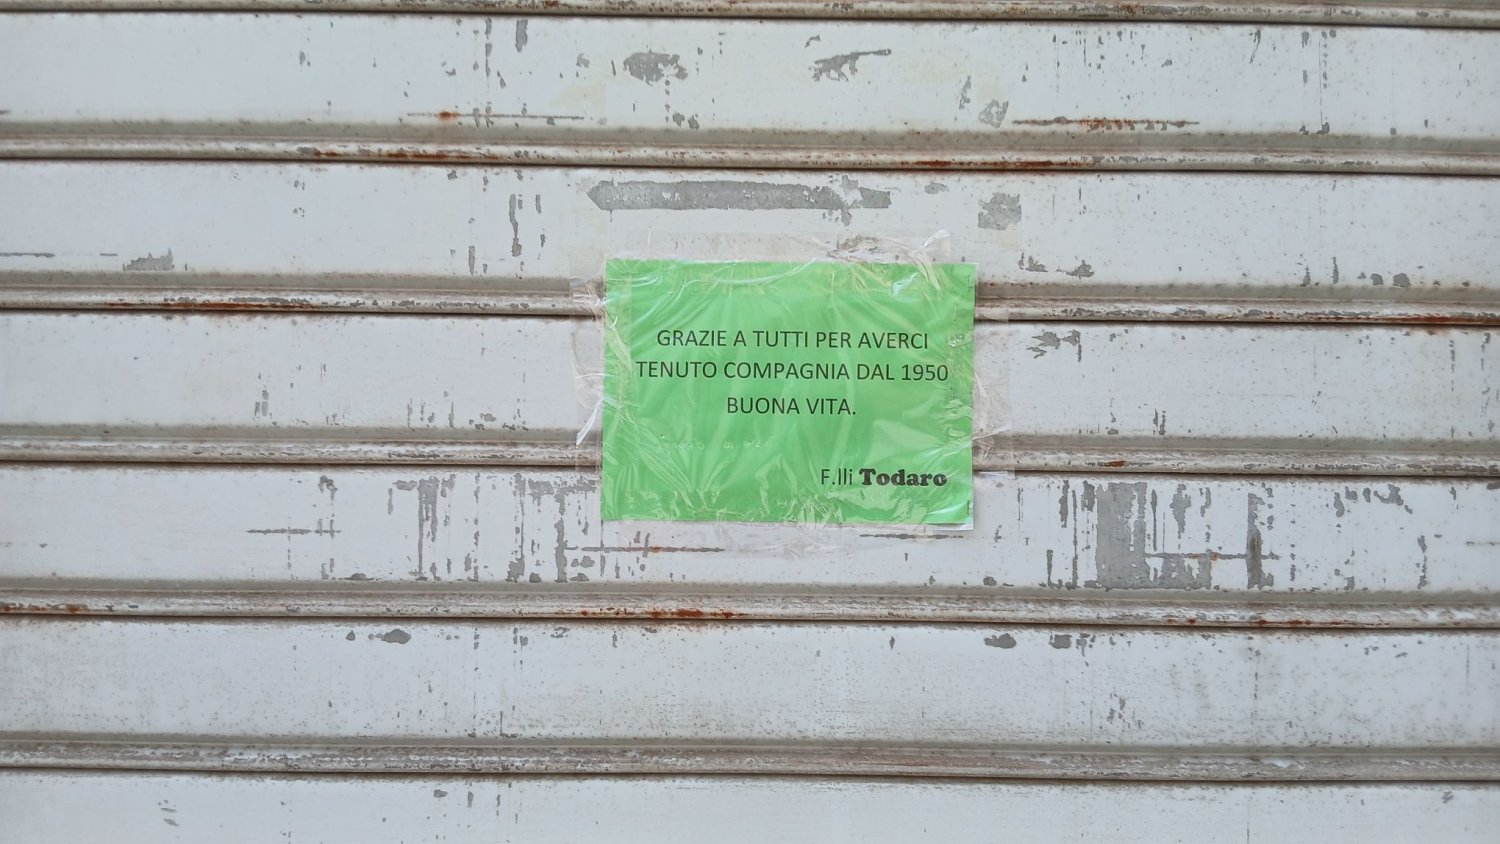 GRAZIE A TUTTI PER AVERCI
TENUTO COMPAGNIA DAL 1950
BUONA VITA.
F.lli Todaro